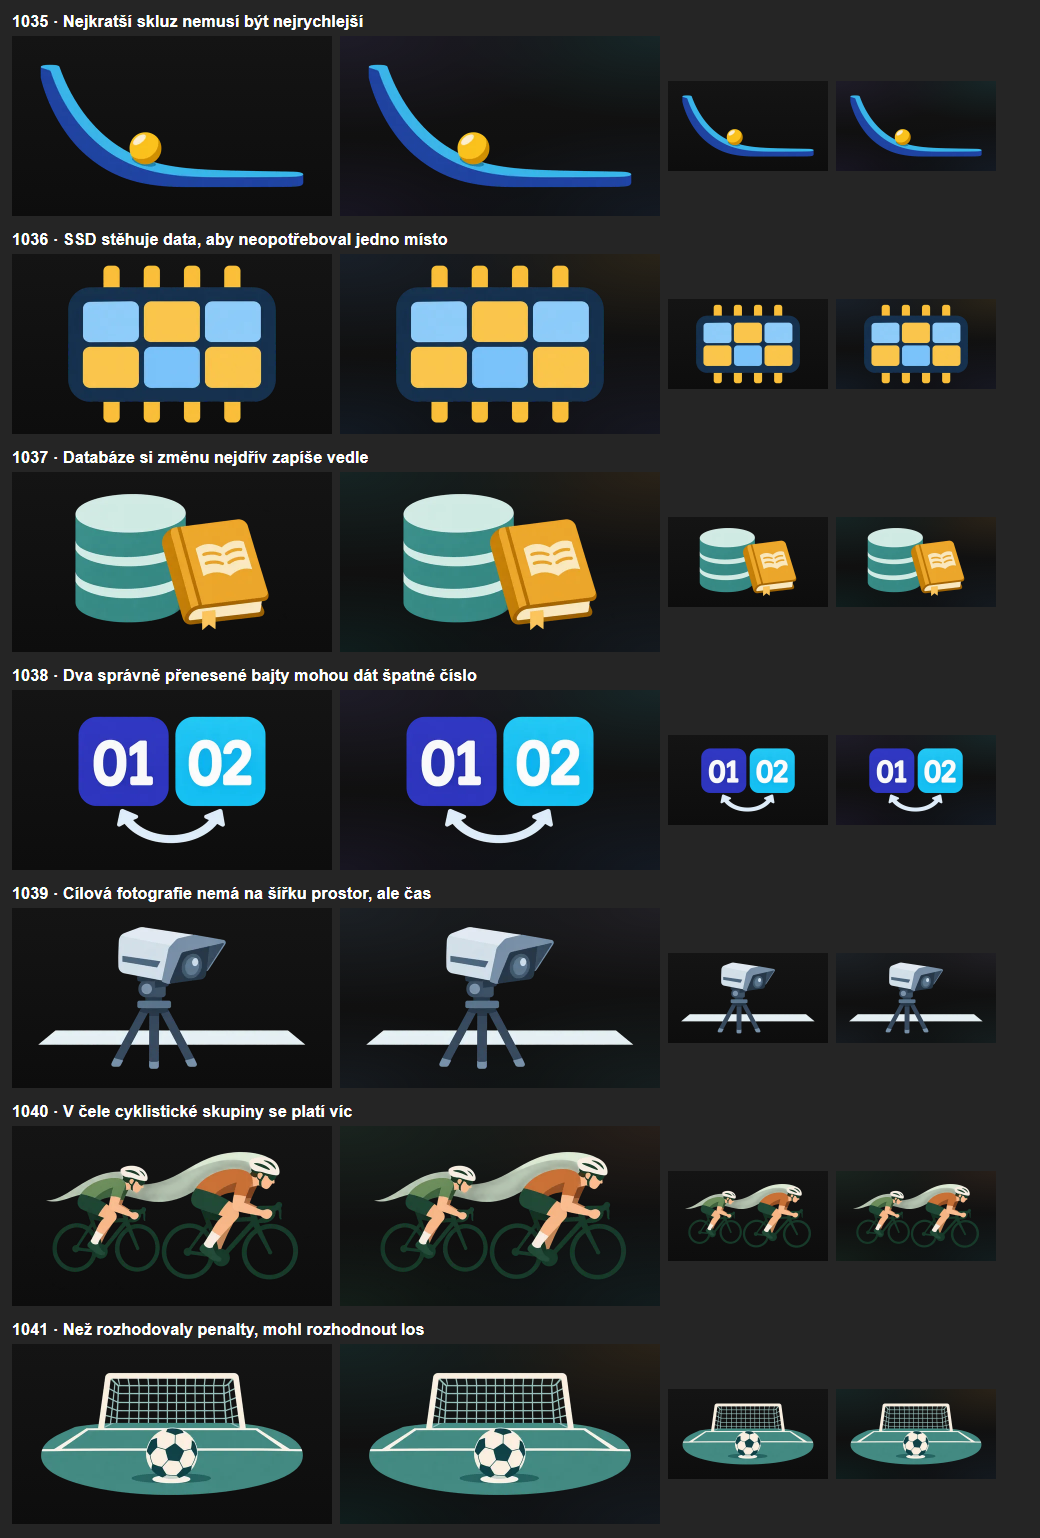 1035 · Nejkratší skluz nemusí být nejrychlejší
1036 · SSD stěhuje data, aby neopotřeboval jedno místo
1037 · Databáze si změnu nejdřív zapíše vedle
1038 · Dva správně přenesené bajty mohou dát špatné číslo
01 02 01 02 01 02 01 02
1039 · Cílová fotografie nemá na šířku prostor, ale čas
1040 · V čele cyklistické skupiny se platí víc
1041 · Než rozhodovaly penalty, mohl rozhodnout los